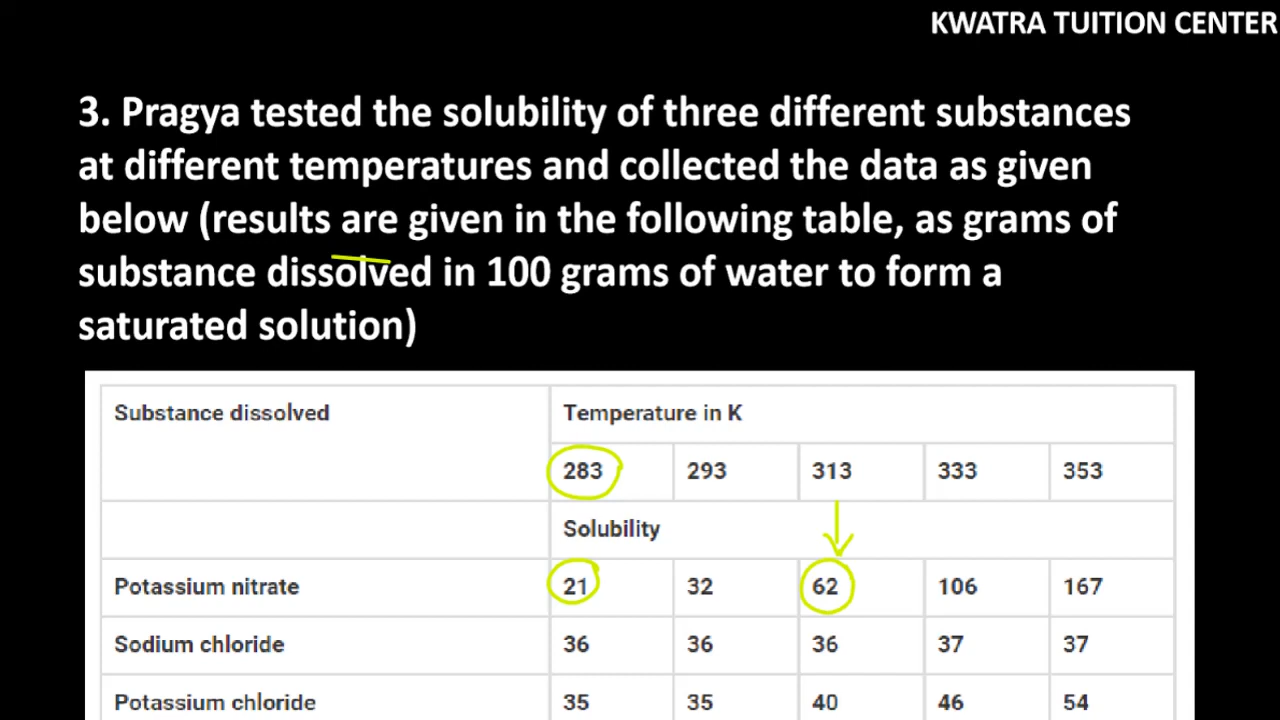 KWATRA TUITION CENTER
3. Pragya tested the solubility of three different substances
at different temperatures and collected the data as given
below (results are given in the following table, as grams of
substance dissolved in 100 grams of water to form a
saturated solution)
Substance dissolved Temperature in K
283 293 313 333 353
Solubility
Potassium nitrate 21 32 62 106 167
Sodium chloride 36 36 36 37 37
Potassium chloride 35 35 40 46 54